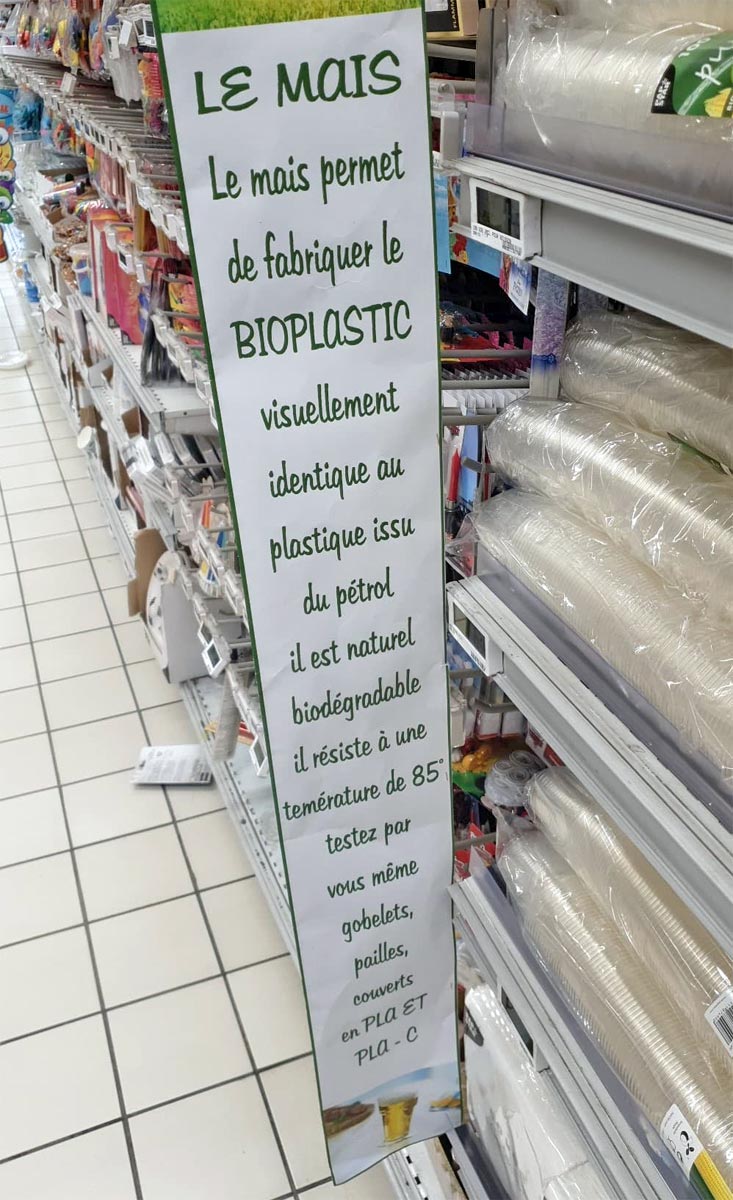 LE MAIS
Le mais permet
de fabriquer le
BIOPLASTIC
visuellement
identique au
plastique issu
du pétrol
il est naturel
biodégradable
il résiste à une
temérature de 85°
testez par
vous même
gobelets,
pailles,
couverts
en PLA ET
PLA - C